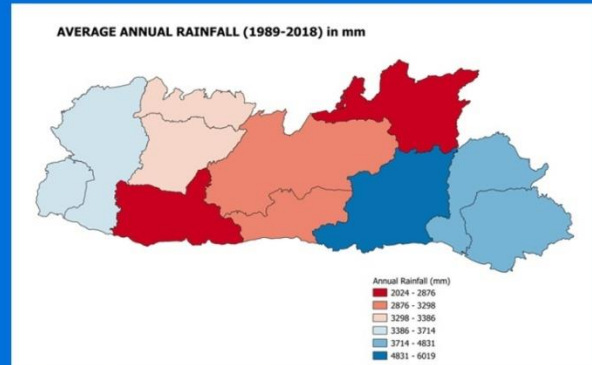 AVERAGE ANNUAL RAINFALL (1989-2018) in mm
Annual Rainfall (mm)
2024 - 2876
2876 - 3298
3298 - 3386
3386 - 3714
3714 - 4831
4831 - 6019